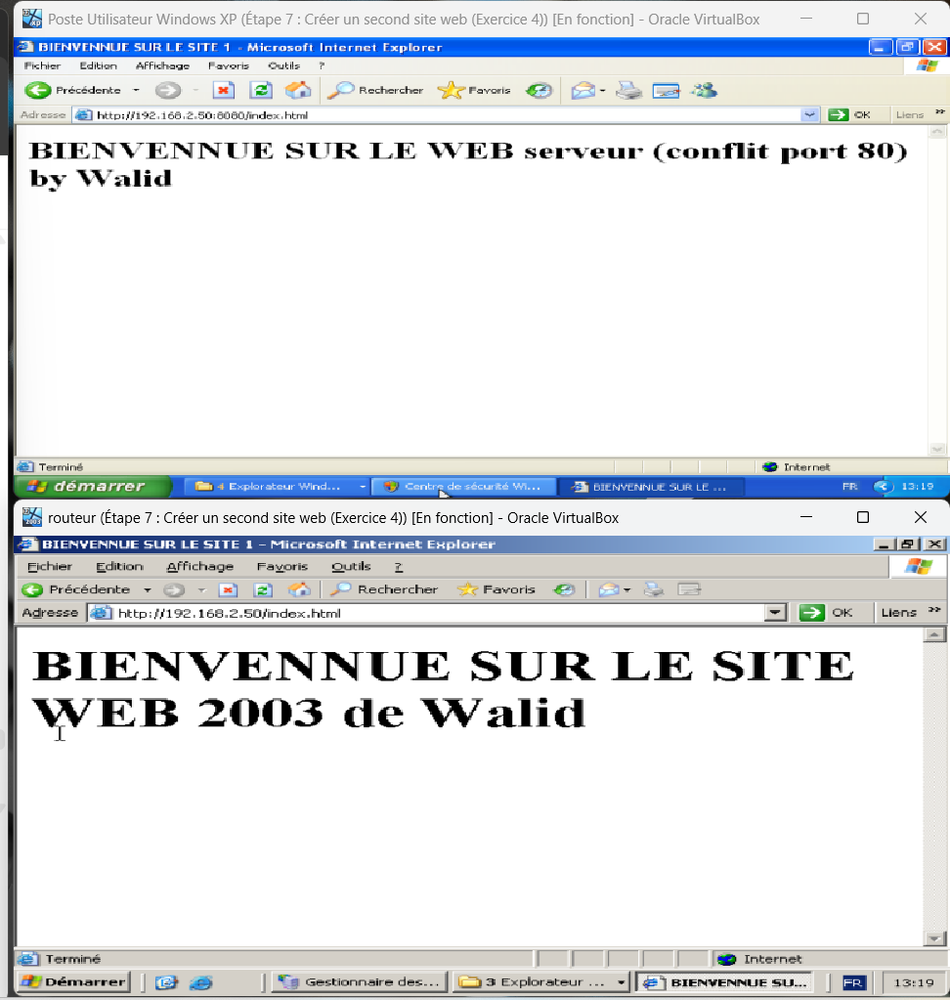 Poste Utilisateur Windows XP (Étape 7 : Créer un second site web (Exercice 4)) [En fonction] - Oracle VirtualBox
BIENVENNUE SUR LE SITE 1 - Microsoft Internet Explorer
Fichier Edition Affichage Favoris Outils ?
Précédente Rechercher Favoris
Adresse http://192.168.2.50:8080/index.html OK Liens »
BIENVENNUE SUR LE WEB serveur (conflit port 80)
by Walid
Terminé Internet
démarrer 4 Explorateur Wind... Centre de sécurité Wi... BIENVENNUE SUR LE ... FR 13:19
routeur (Étape 7 : Créer un second site web (Exercice 4)) [En fonction] - Oracle VirtualBox
BIENVENNUE SUR LE SITE 1 - Microsoft Internet Explorer
Fichier Edition Affichage Favoris Outils ?
Précédente Rechercher Favoris
Adresse http://192.168.2.50/index.html OK Liens »
BIENVENNUE SUR LE SITE
WEB 2003 de Walid
Terminé Internet
Démarrer Gestionnaire des... 3 Explorateur ... BIENVENNUE SU... FR 13:19